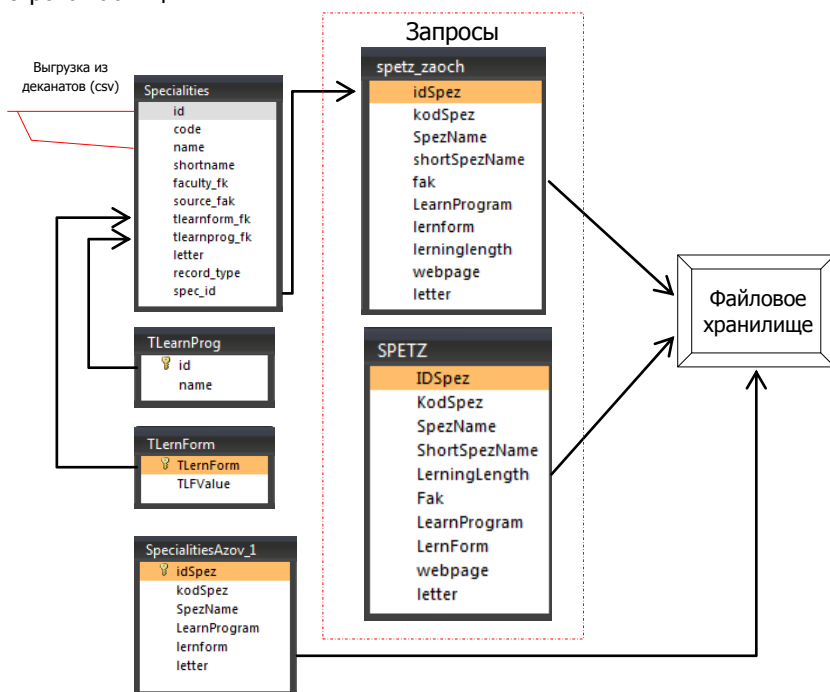 Запросы
Выгрузка из
деканатов (csv)
Specialities
id
code
name
shortname
faculty_fk
source_fak
tlearnform_fk
tlearnprog_fk
letter
record_type
spec_id
TLearnProg
id
name
TLernForm
TLernForm
TLFValue
SpecialitiesAzov_1
idSpez
kodSpez
SpezName
LearnProgram
lernform
letter
spetz_zaoch
idSpez
kodSpez
SpezName
shortSpezName
fak
LearnProgram
lernform
lerninglength
webpage
letter
SPETZ
IDSpez
KodSpez
SpezName
ShortSpezName
LerningLength
Fak
LearnProgram
LernForm
webpage
letter
Файловое
хранилище